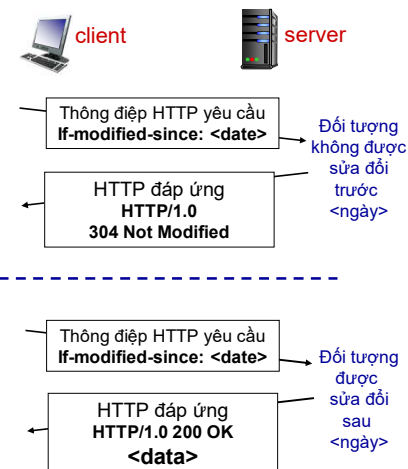 client
server
Thông điệp HTTP yêu cầu
If-modified-since: <date>
Đối tượng
không được
sửa đổi
trước
<ngày>
HTTP đáp ứng
HTTP/1.0
304 Not Modified
Thông điệp HTTP yêu cầu
If-modified-since: <date>
Đối tượng
được
sửa đổi
sau
<ngày>
HTTP đáp ứng
HTTP/1.0 200 OK
<data>